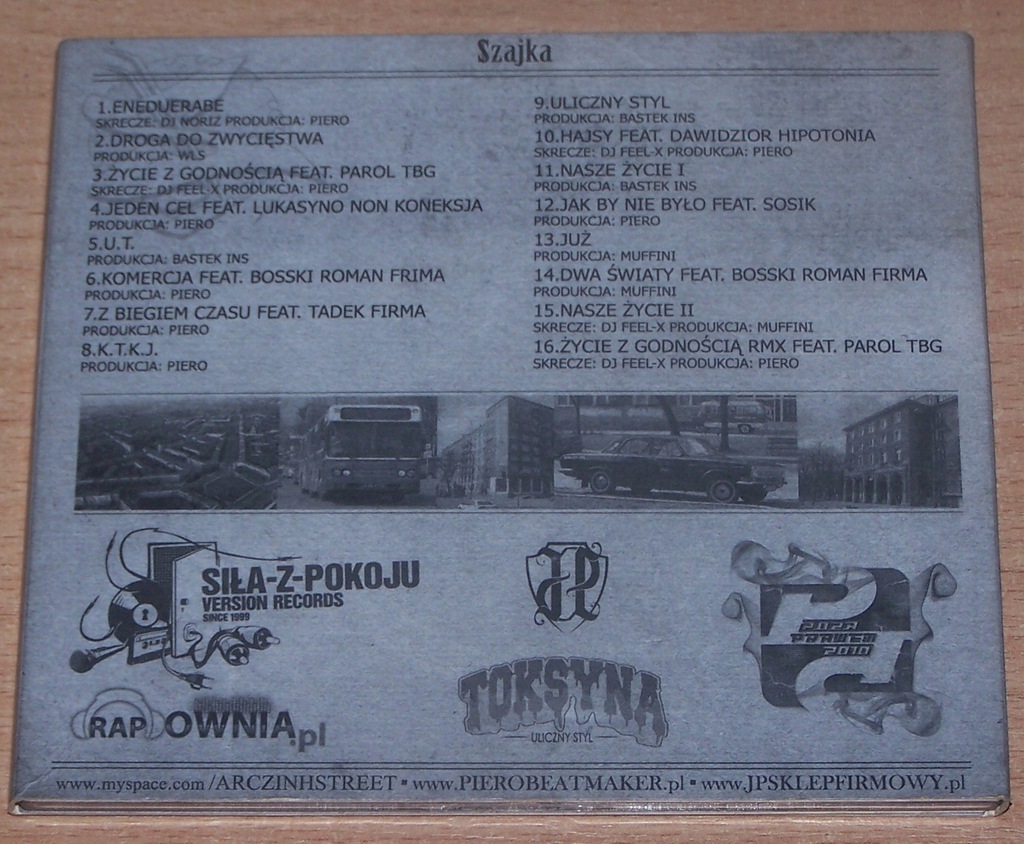 Szajka
1.ENEDUERABE
SKRECZE: DJ NORIZ PRODUKCJA: PIERO
2.DROGA DO ZWYCIĘSTWA
PRODUKCJA: WLS
3.ŻYCIE Z GODNOŚCIĄ FEAT. PAROL TBG
SKRECZE: DJ FEEL-X PRODUKCJA: PIERO
4.JEDEN CEL FEAT. LUKASYNO NON KONEKSJA
PRODUKCJA: PIERO
5.U.T.
PRODUKCJA: BASTEK INS
6.KOMERCJA FEAT. BOSSKI ROMAN FRIMA
PRODUKCJA: PIERO
7.Z BIEGIEM CZASU FEAT. TADEK FIRMA
PRODUKCJA: PIERO
8.K.T.K.J.
PRODUKCJA: PIERO
9.ULICZNY STYL
PRODUKCJA: BASTEK INS
10.HAJSY FEAT. DAWIDZIOR HIPOTONIA
SKRECZE: DJ FEEL-X PRODUKCJA: PIERO
11.NASZE ŻYCIE I
PRODUKCJA: BASTEK INS
12.JAK BY NIE BYŁO FEAT. SOSIK
PRODUKCJA: PIERO
13.JUŻ
PRODUKCJA: MUFFINI
14.DWA ŚWIATY FEAT. BOSSKI ROMAN FIRMA
PRODUKCJA: MUFFINI
15.NASZE ŻYCIE II
SKRECZE: DJ FEEL-X PRODUKCJA: MUFFINI
16.ŻYCIE Z GODNOŚCIĄ RMX FEAT. PAROL TBG
SKRECZE: DJ FEEL-X PRODUKCJA: PIERO
SIŁA-Z-POKOJU
VERSION RECORDS
SINCE 1999
JP
POZA
PRAWEM
2010
RAPOWNIA.pl
TOKSYNA
ULICZNY STYL
www.myspace.com/ARCZINHSTREET ▪ www.PIEROBEATMAKER.pl ▪ www.JPSKLEPFIRMOWY.pl